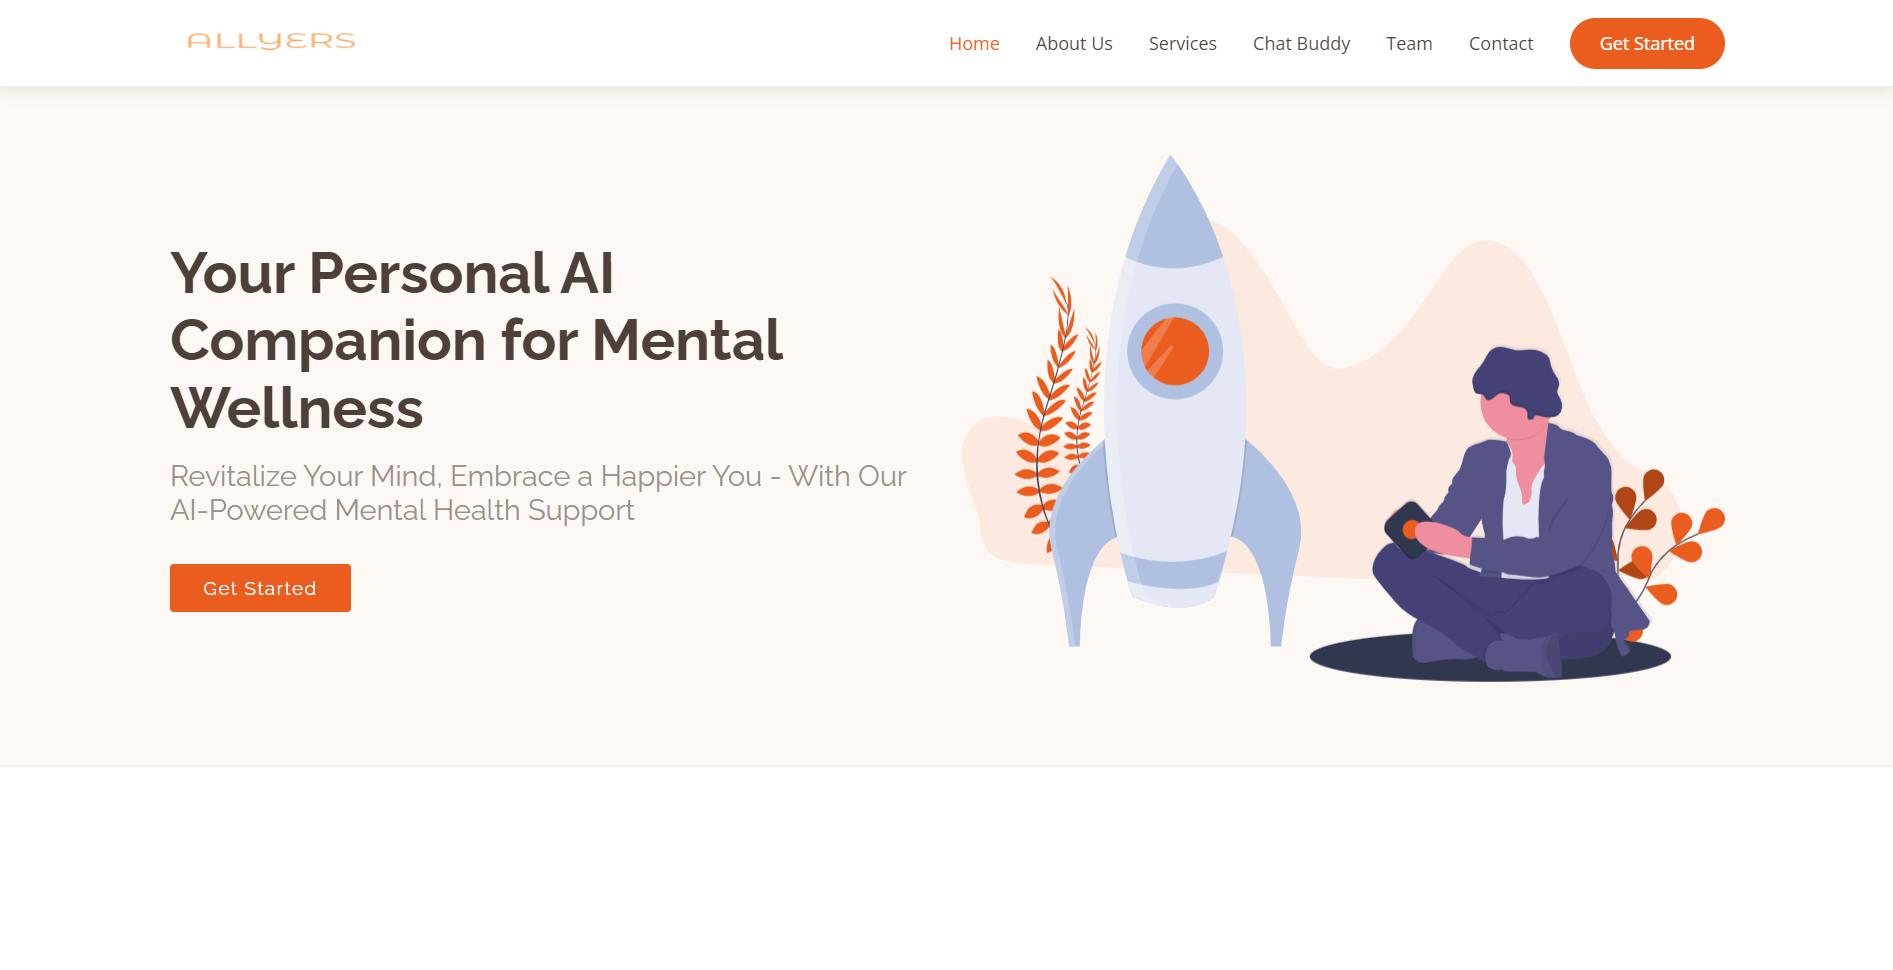 ALLYERS
Home
About Us
Services
Chat Buddy
Team
Contact
Get Started
Your Personal AI
Companion for Mental
Wellness
Revitalize Your Mind, Embrace a Happier You - With Our
AI-Powered Mental Health Support
Get Started